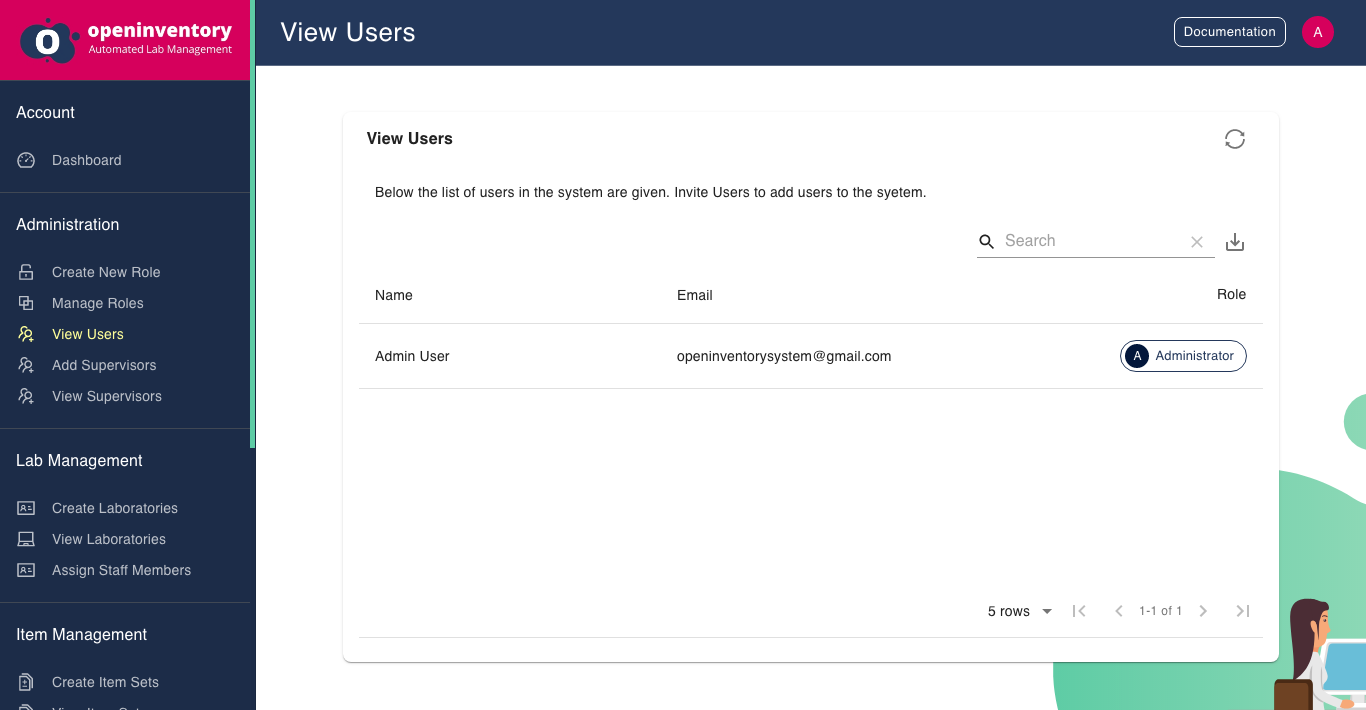 openinventory
Automated Lab Management
View Users
Documentation
A
Account
Dashboard
Administration
Create New Role
Manage Roles
View Users
Add Supervisors
View Supervisors
Lab Management
Create Laboratories
View Laboratories
Assign Staff Members
Item Management
Create Item Sets
View Users
Below the list of users in the system are given. Invite Users to add users to the syetem.
Search
Name Email Role
Admin User openinventorysystem@gmail.com A Administrator
5 rows 1-1 of 1